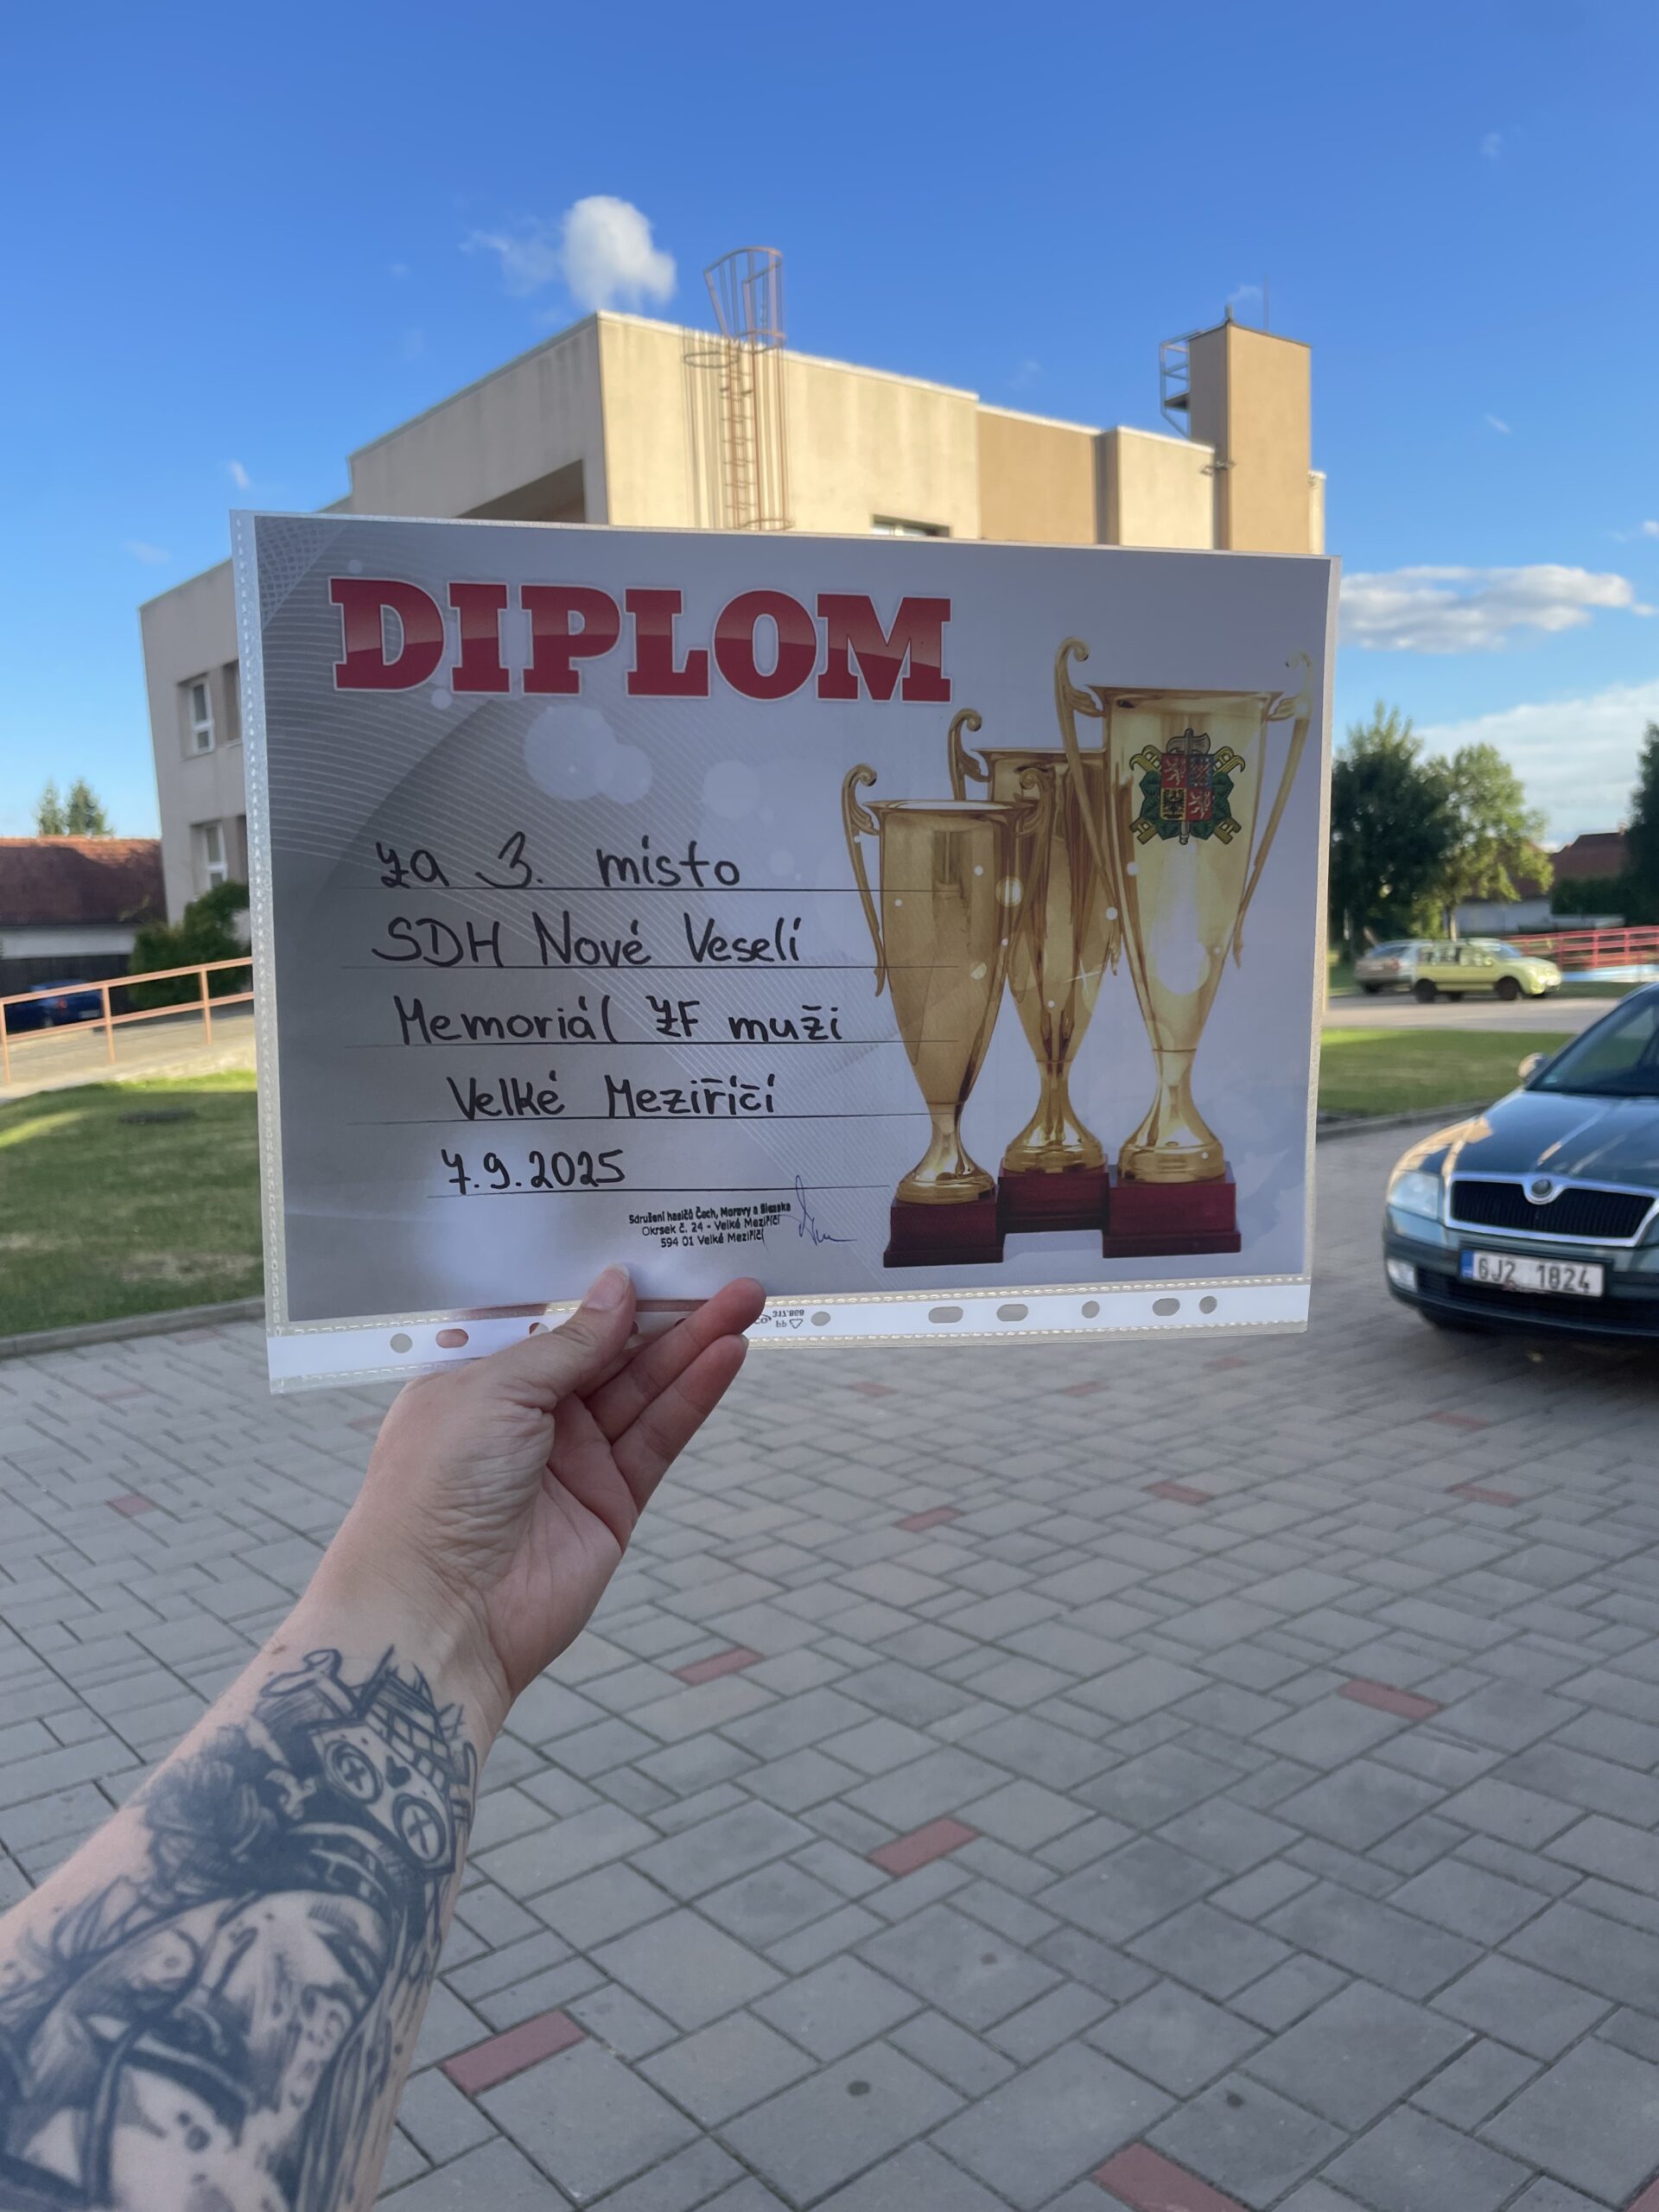 DIPLOM
za 3. místo
SDH Nové Veselí
Memoriál ZF muži
Velké Meziříčí
7.9.2025
Sdružení hasičů Čech, Moravy a Slezska
Okrsek č. 24 - Velké Meziříčí
594 01 Velké Meziříčí
6J2 1824